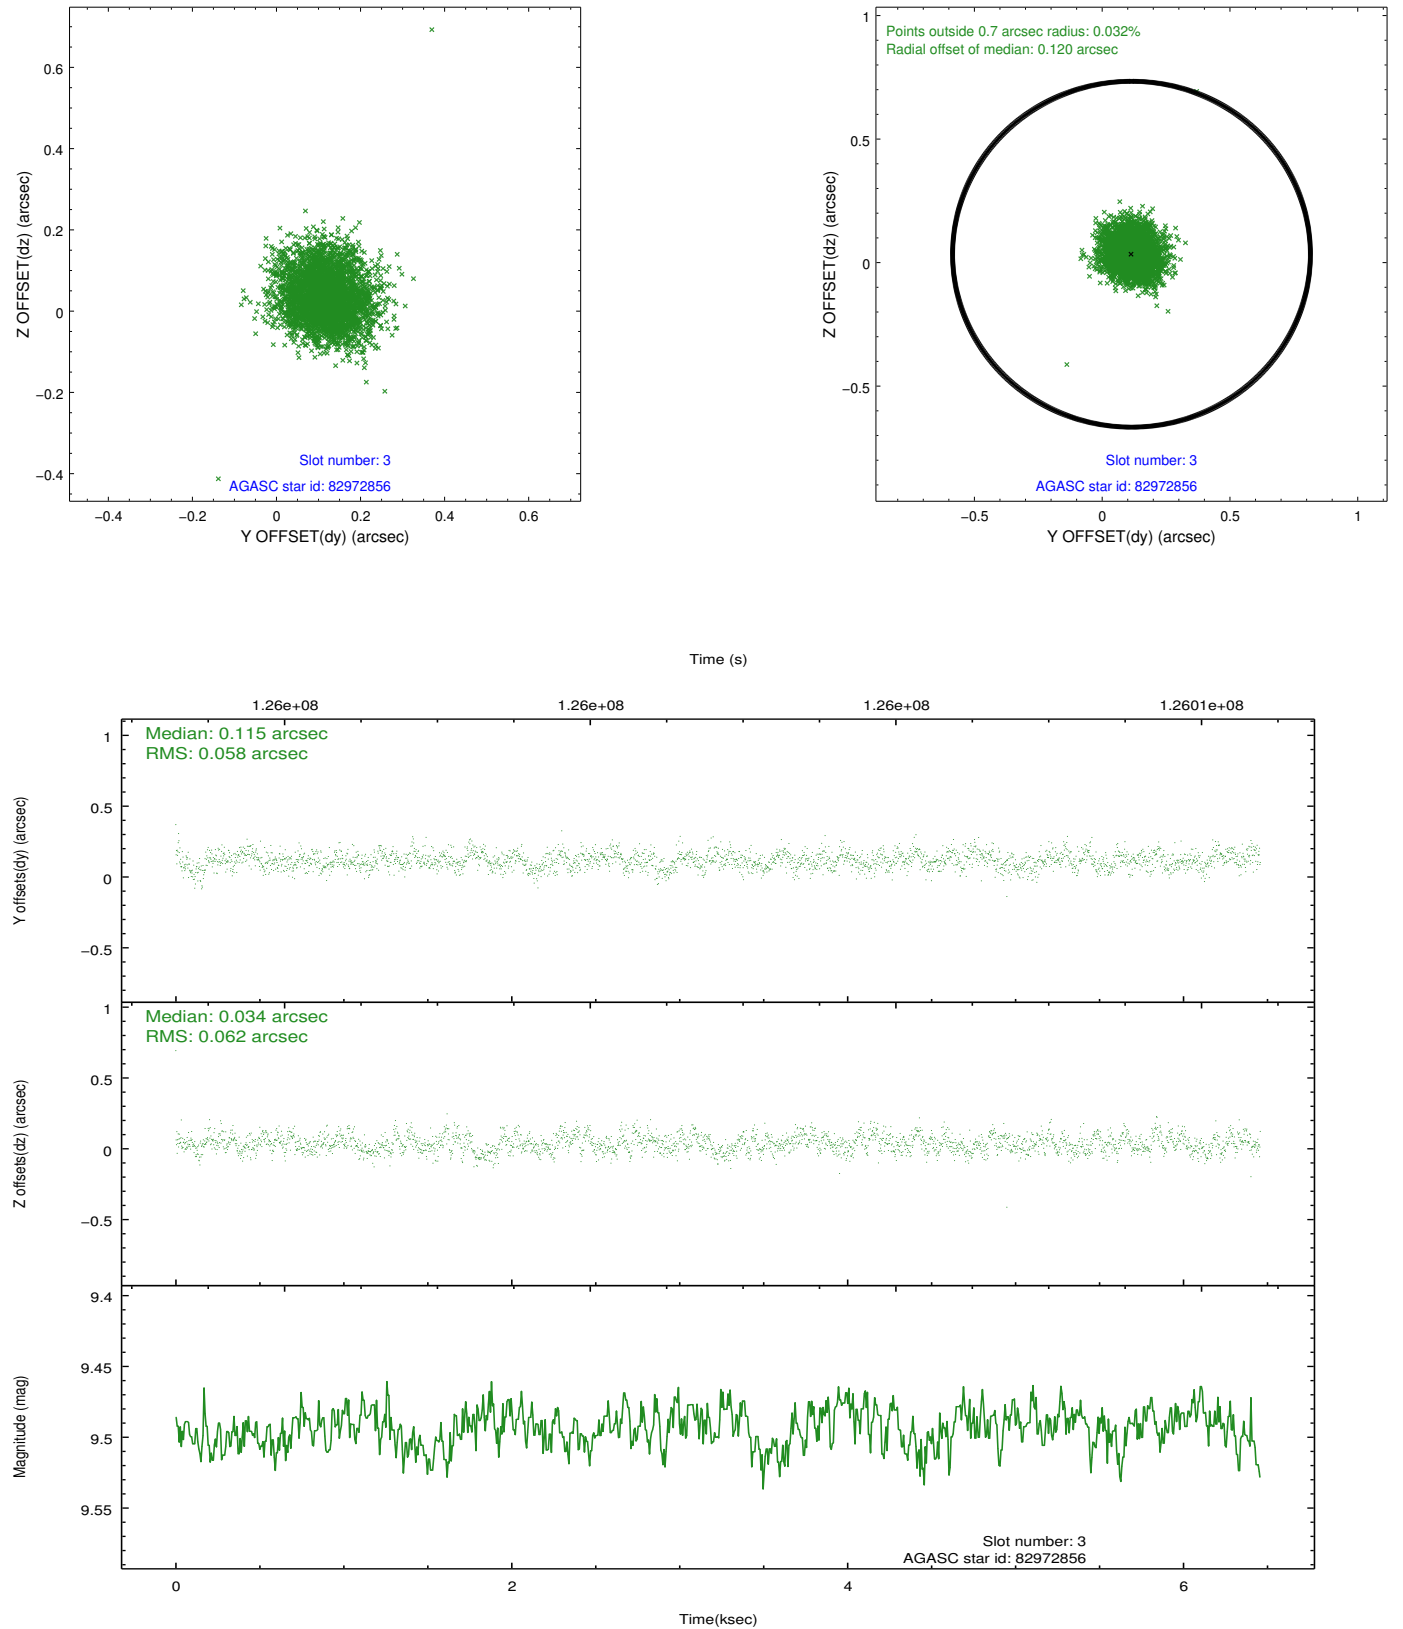 Z OFFSET(dz) (arcsec)
0.6
0.4
0.2
0
−0.2
−0.4
Slot number: 3
AGASC star id: 82972856
−0.4 −0.2 0 0.2 0.4 0.6
Y OFFSET(dy) (arcsec)
Points outside 0.7 arcsec radius: 0.032%
Radial offset of median: 0.120 arcsec
Z OFFSET(dz) (arcsec)
1
0.5
0
−0.5
Slot number: 3
AGASC star id: 82972856
−0.5 0 0.5 1
Y OFFSET(dy) (arcsec)
Time (s)
1.26e+08 1.26e+08 1.26e+08 1.2601e+08
Median: 0.115 arcsec
RMS: 0.058 arcsec
Y offsets(dy) (arcsec)
1
0.5
0
−0.5
Median: 0.034 arcsec
RMS: 0.062 arcsec
Z offsets(dz) (arcsec)
1
0.5
0
−0.5
Magnitude (mag)
9.4
9.45
9.5
9.55
Slot number: 3
AGASC star id: 82972856
0 2 4 6
Time(ksec)